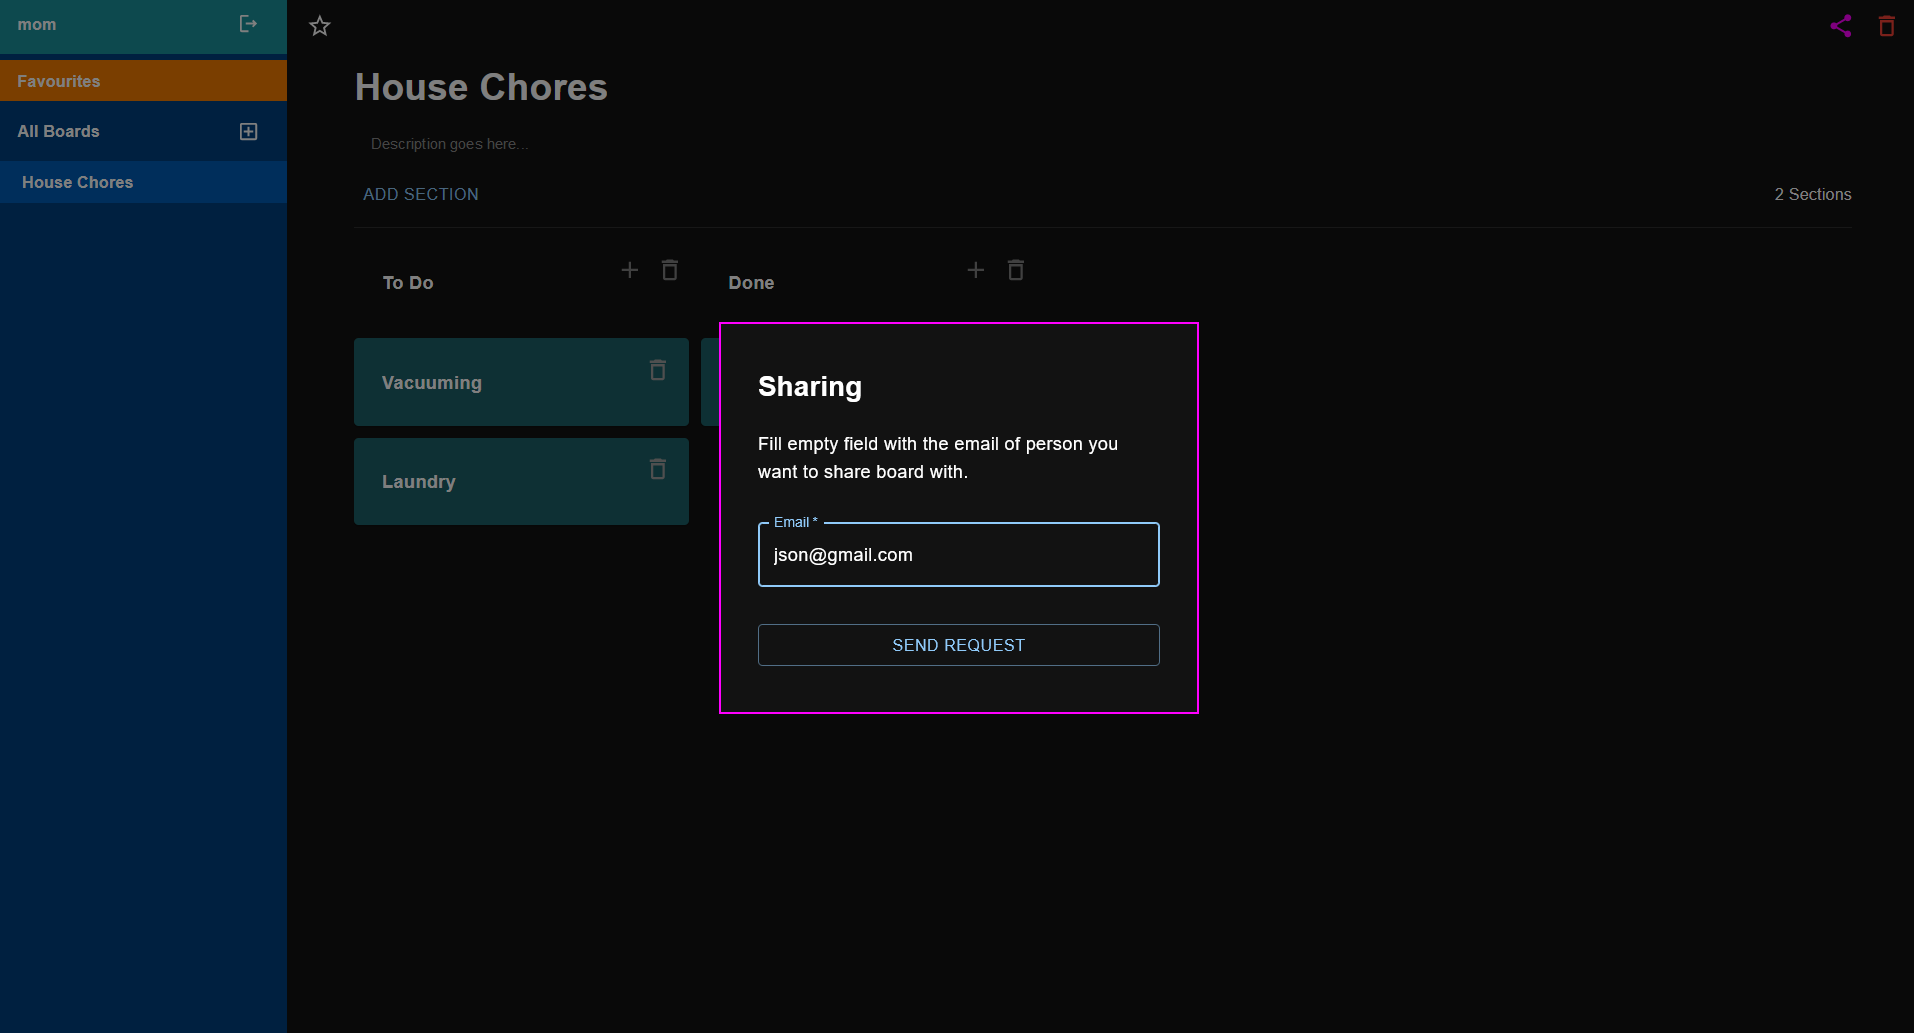 mom
Favourites
All Boards
House Chores
House Chores
Description goes here...
ADD SECTION
2 Sections
To Do
Done
Vacuuming
Laundry
Sharing
Fill empty field with the email of person you
want to share board with.
Email *
json@gmail.com
SEND REQUEST